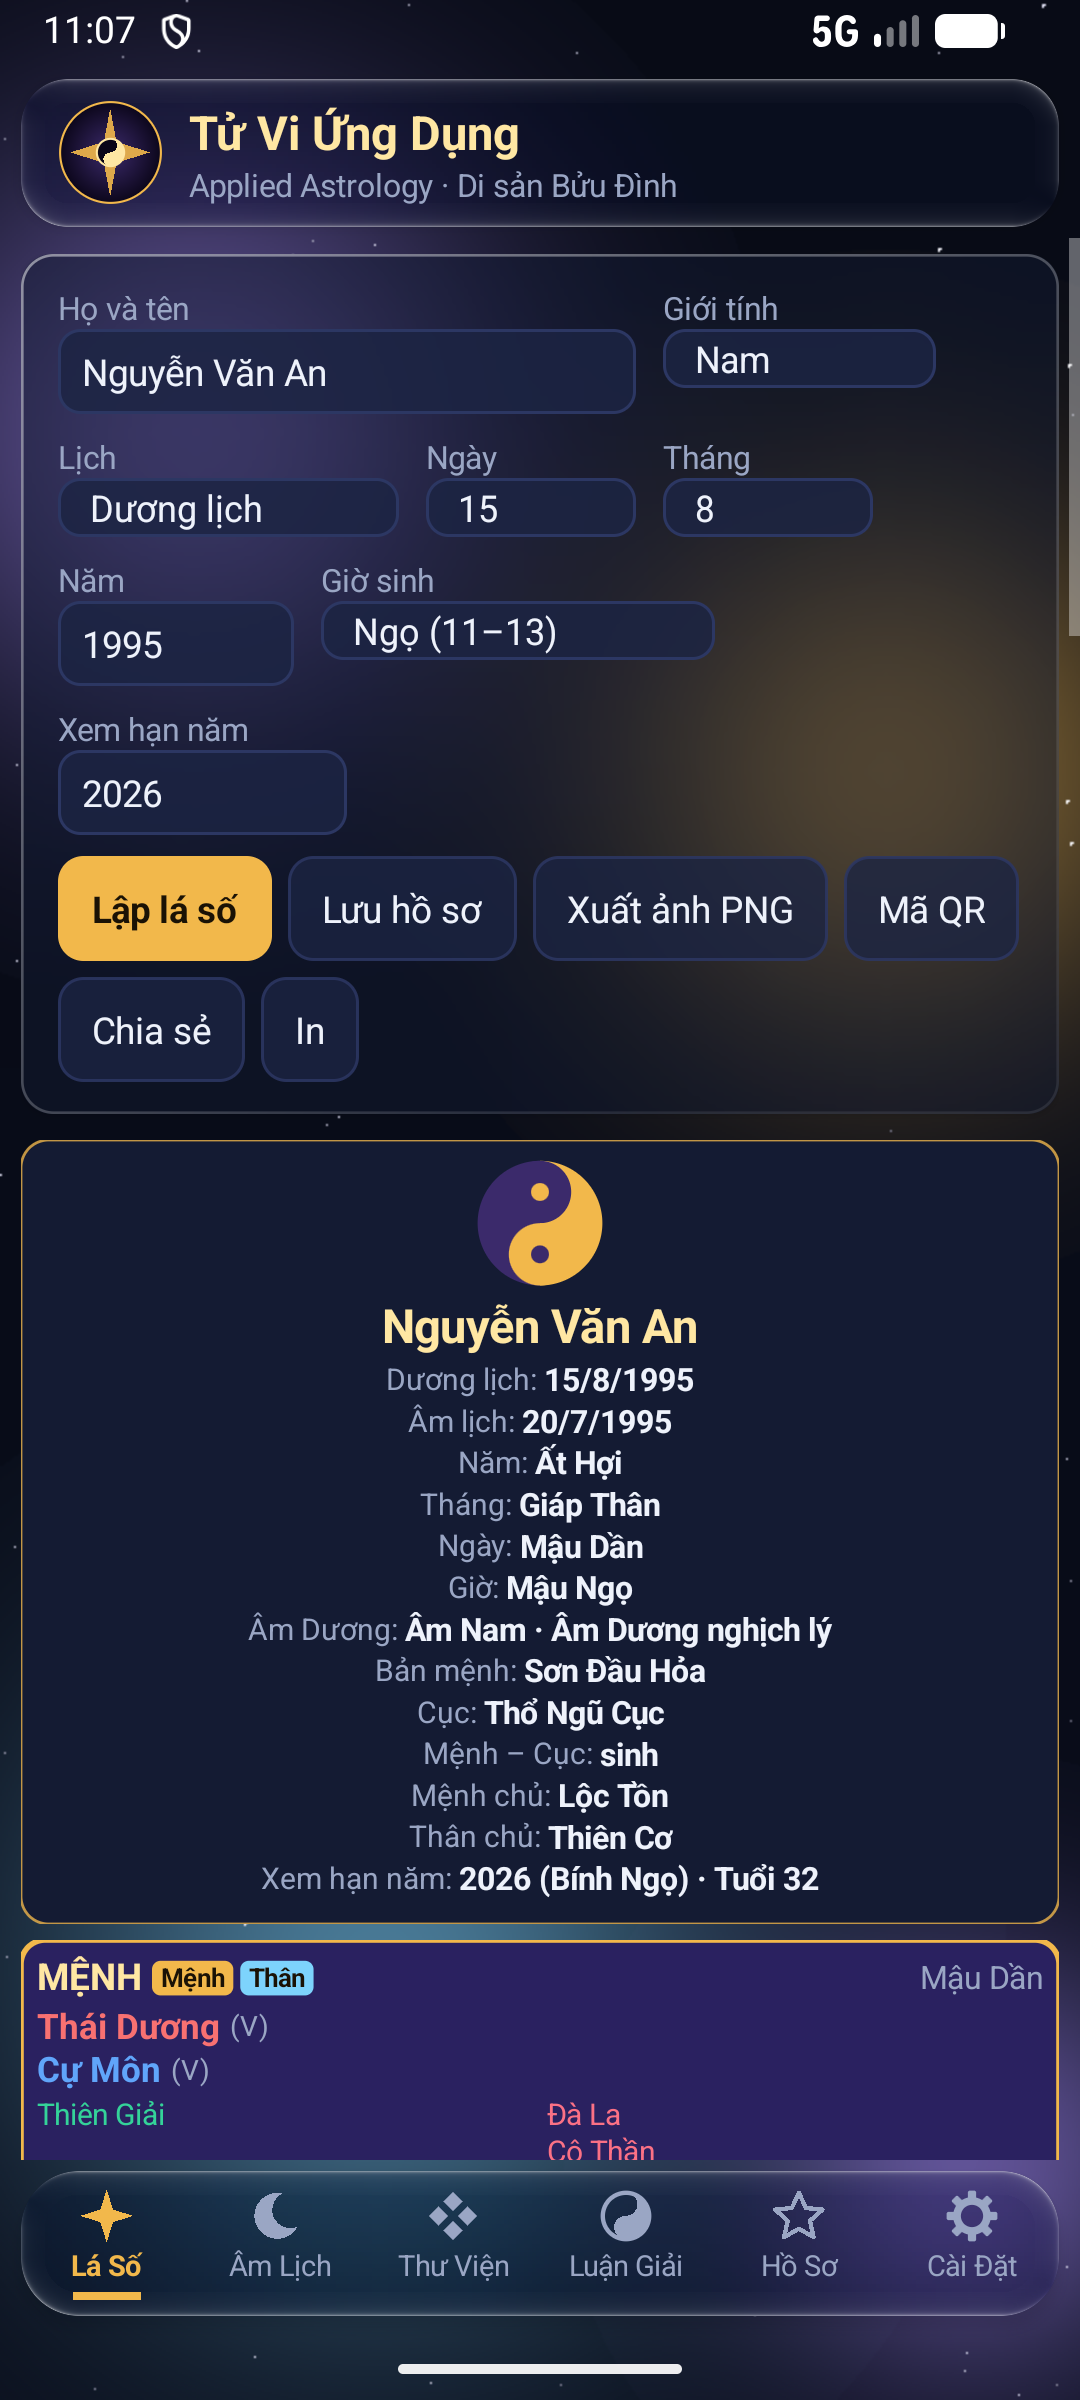 11:07
5G
Tử Vi Ứng Dụng
Applied Astrology · Di sản Bửu Đình
Họ và tên
Giới tính
Nguyễn Văn An
Nam
Lịch
Ngày
Tháng
Dương lịch
15
8
Năm
Giờ sinh
1995
Ngọ (11–13)
Xem hạn năm
2026
Lập lá số
Lưu hồ sơ
Xuất ảnh PNG
Mã QR
Chia sẻ
In
Nguyễn Văn An
Dương lịch: 15/8/1995
Âm lịch: 20/7/1995
Năm: Ất Hợi
Tháng: Giáp Thân
Ngày: Mậu Dần
Giờ: Mậu Ngọ
Âm Dương: Âm Nam · Âm Dương nghịch lý
Bản mệnh: Sơn Đầu Hỏa
Cục: Thổ Ngũ Cục
Mệnh – Cục: sinh
Mệnh chủ: Lộc Tồn
Thân chủ: Thiên Cơ
Xem hạn năm: 2026 (Bính Ngọ) · Tuổi 32
MỆNH Mệnh Thân
Mậu Dần
Thái Dương (V)
Cự Môn (V)
Thiên Giải
Đà La
Cô Thần
Lá Số
Âm Lịch
Thư Viện
Luận Giải
Hồ Sơ
Cài Đặt